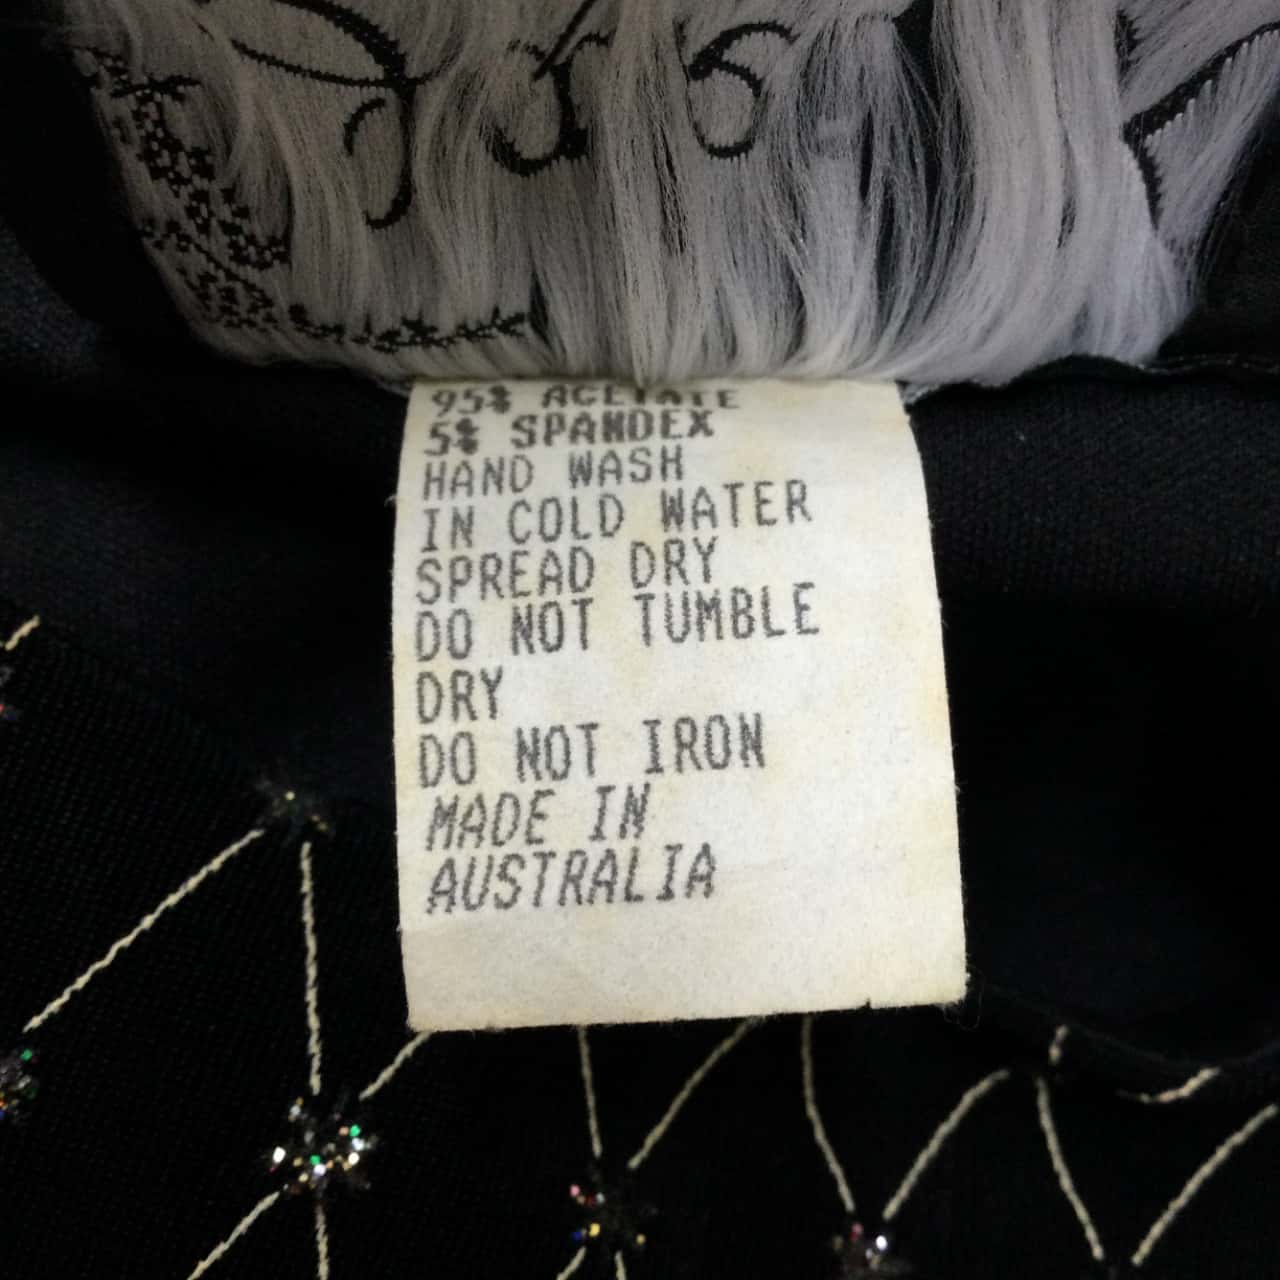 95% ACETATE
5% SPANDEX
HAND WASH
IN COLD WATER
SPREAD DRY
DO NOT TUMBLE
DRY
DO NOT IRON
MADE IN
AUSTRALIA